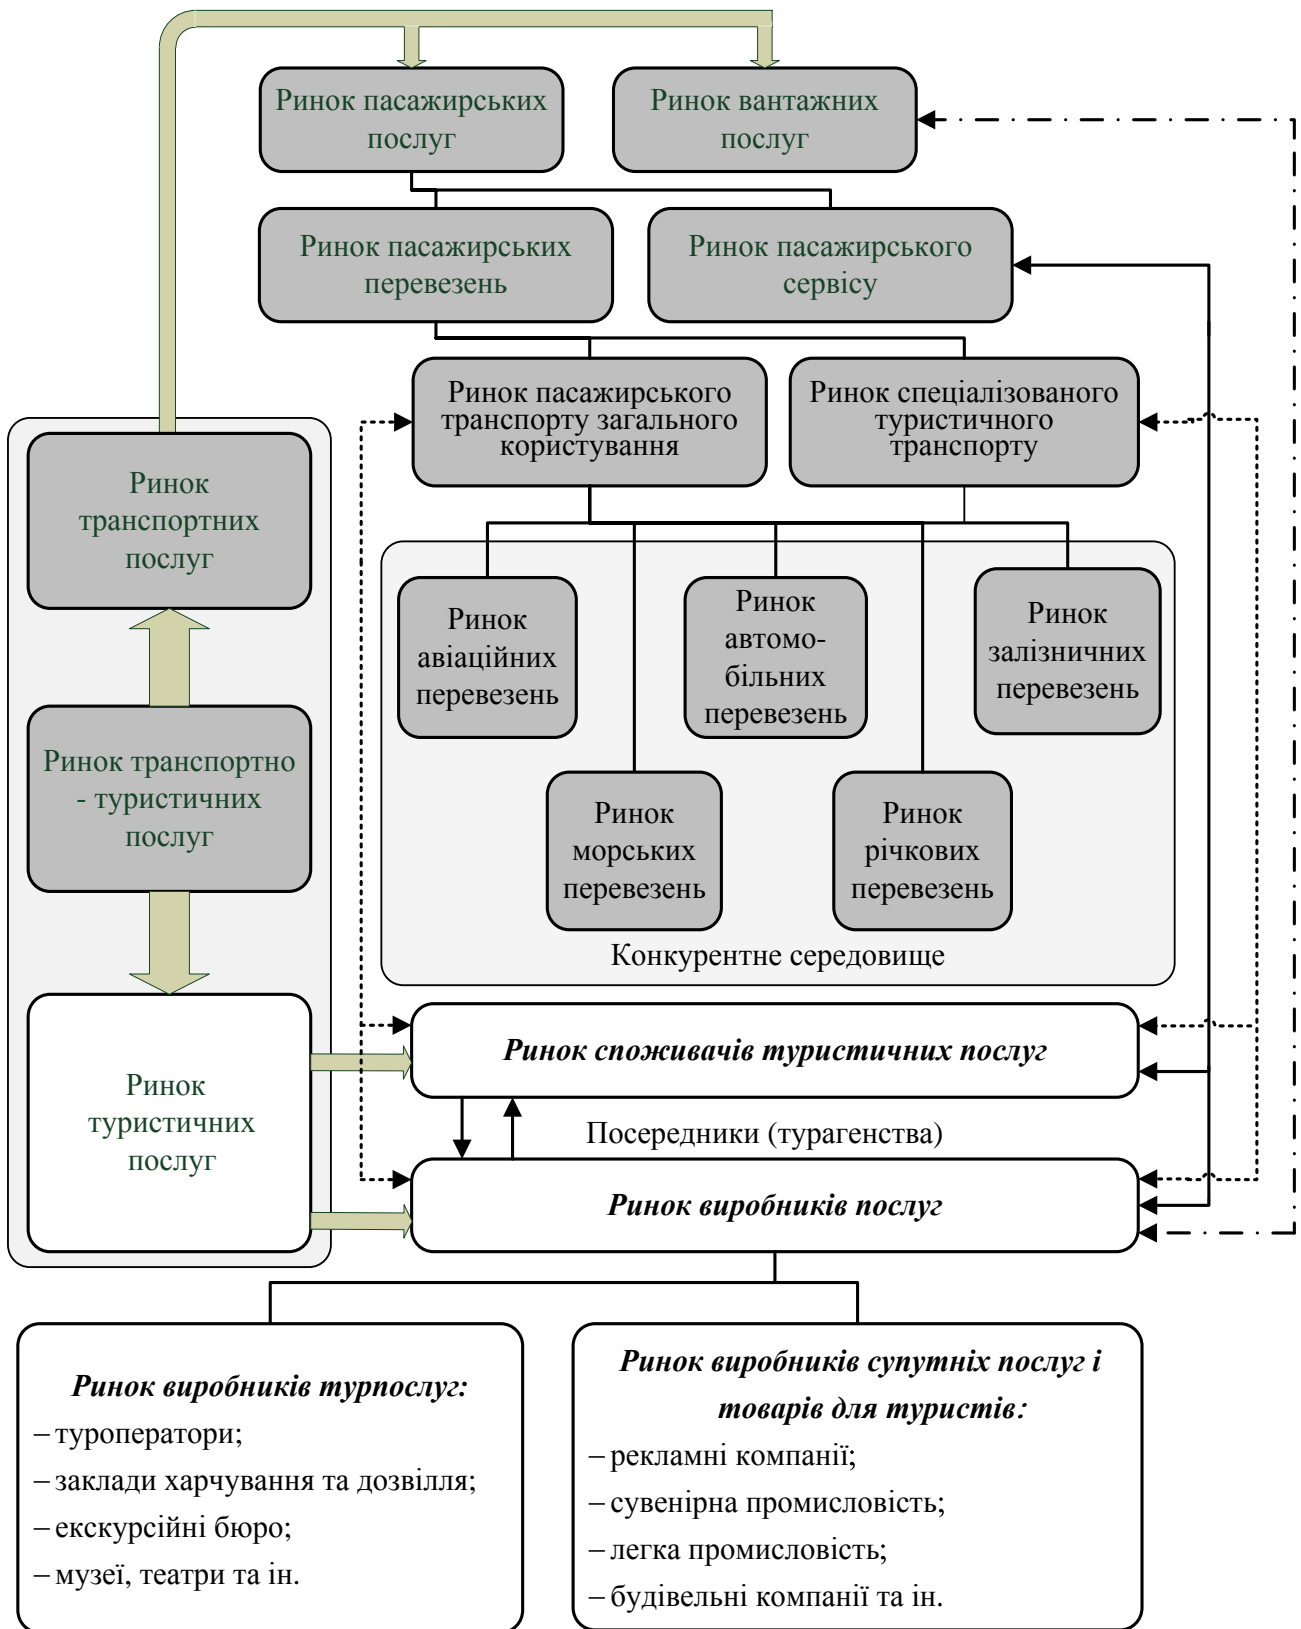 Ринок пасажирських
послуг
Ринок вантажних
послуг
Ринок пасажирських
перевезень
Ринок пасажирського
сервісу
Ринок пасажирського
транспорту загального
користування
Ринок спеціалізованого
туристичного
транспорту
Ринок
транспортних
послуг
Ринок
авіаційних
перевезень
Ринок
автомо-
більних
перевезень
Ринок
залізничних
перевезень
Ринок транспортно
- туристичних
послуг
Ринок
морських
перевезень
Ринок
річкових
перевезень
Конкурентне середовище
Ринок
туристичних
послуг
Ринок споживачів туристичних послуг
Посередники (турагенства)
Ринок виробників послуг
Ринок виробників турпослуг:
– туроператори;
– заклади харчування та дозвілля;
– екскурсійні бюро;
– музеї, театри та ін.
Ринок виробників супутніх послуг і
товарів для туристів:
– рекламні компанії;
– сувенірна промисловість;
– легка промисловість;
– будівельні компанії та ін.